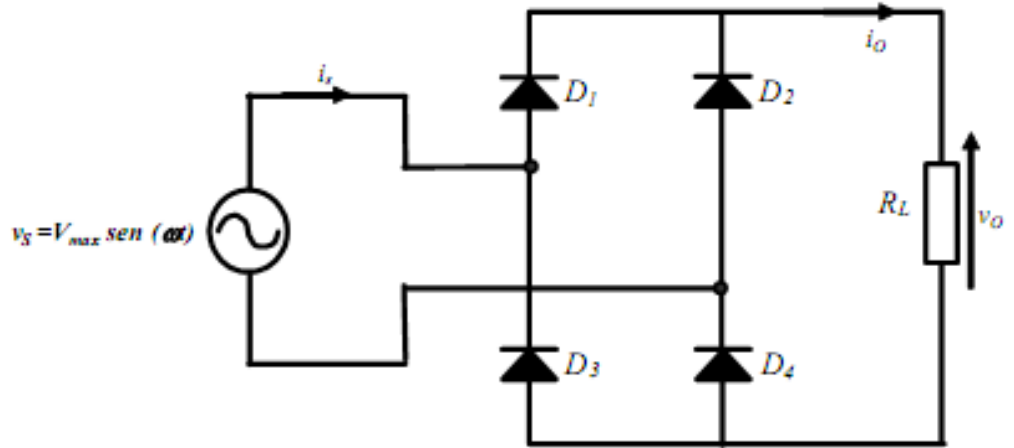 i_O
i_s
D_1
D_2
R_L
v_O
v_S =V_max sen (ωt)
D_3
D_4